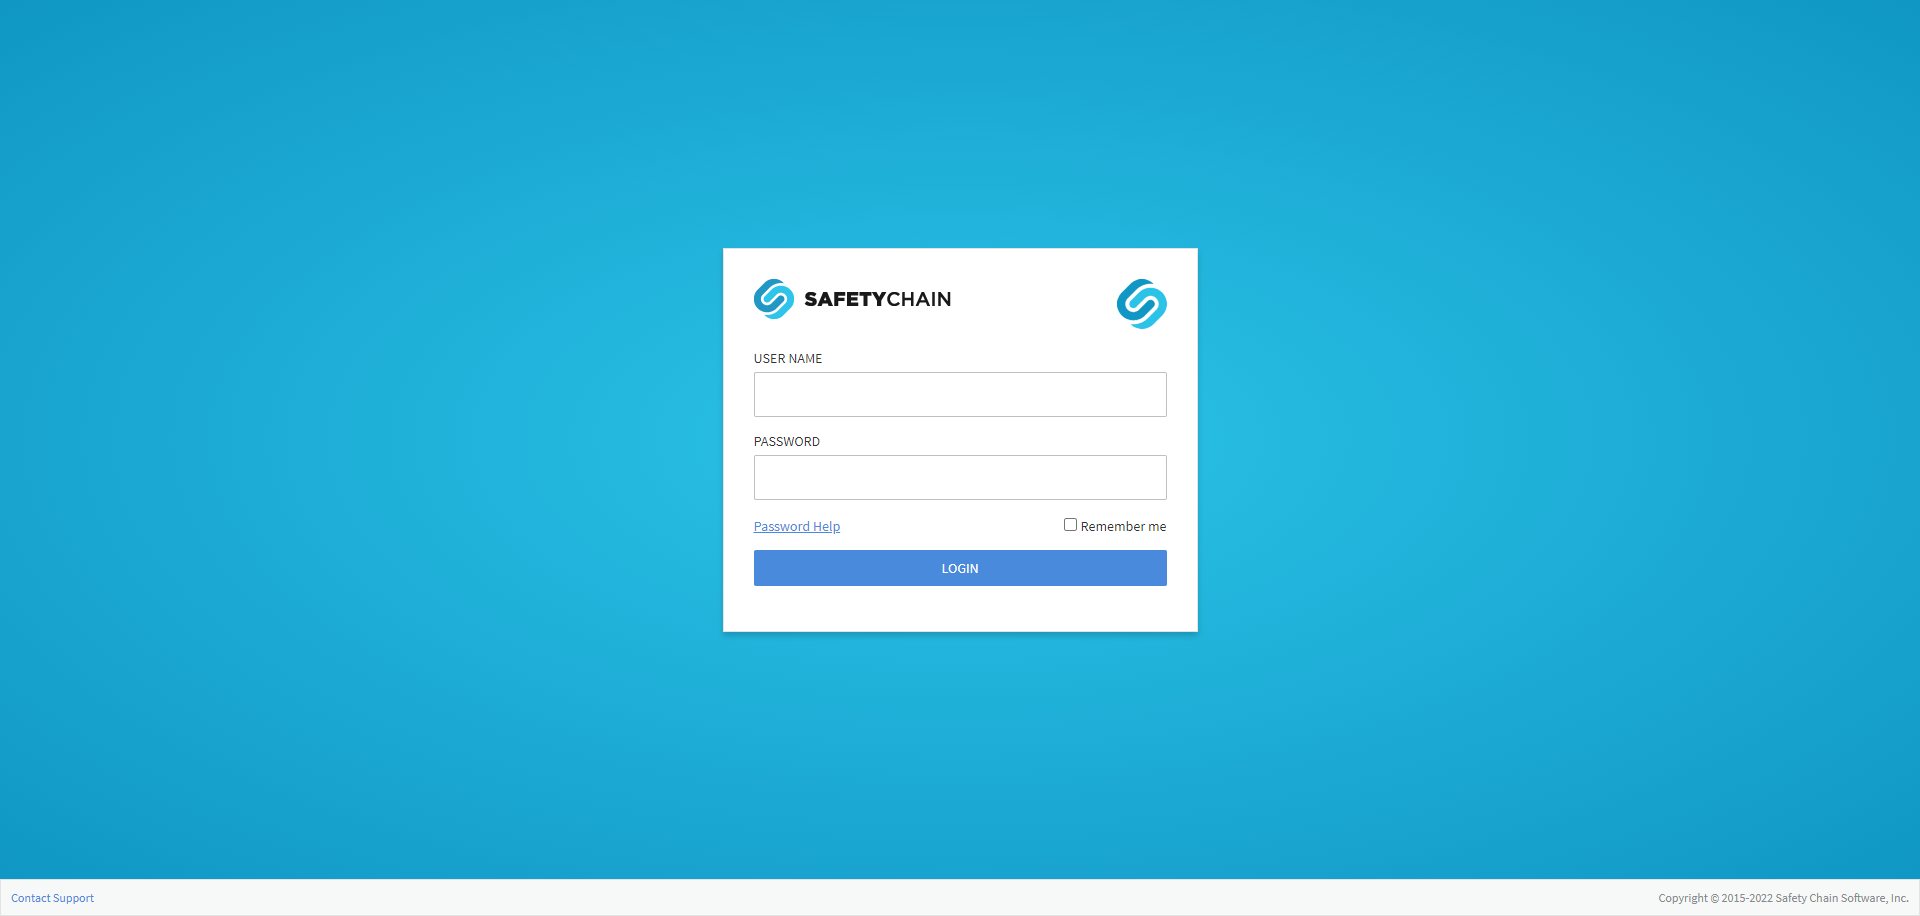 SAFETYCHAIN
USER NAME
PASSWORD
Password Help
Remember me
LOGIN
Contact Support
Copyright © 2015-2022 Safety Chain Software, Inc.